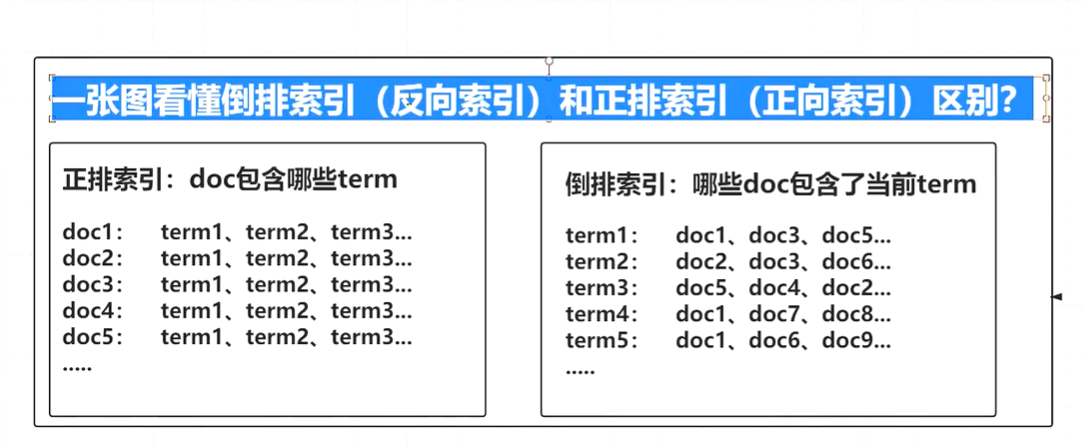 一张图看懂倒排索引（反向索引）和正排索引（正向索引）区别？
正排索引：doc包含哪些term
doc1： term1、term2、term3...
doc2： term1、term2、term3...
doc3： term1、term2、term3...
doc4： term1、term2、term3...
doc5： term1、term2、term3...
.....
倒排索引：哪些doc包含了当前term
term1： doc1、doc3、doc5...
term2： doc2、doc3、doc6...
term3： doc5、doc4、doc2...
term4： doc1、doc7、doc8...
term5： doc1、doc6、doc9...
.....